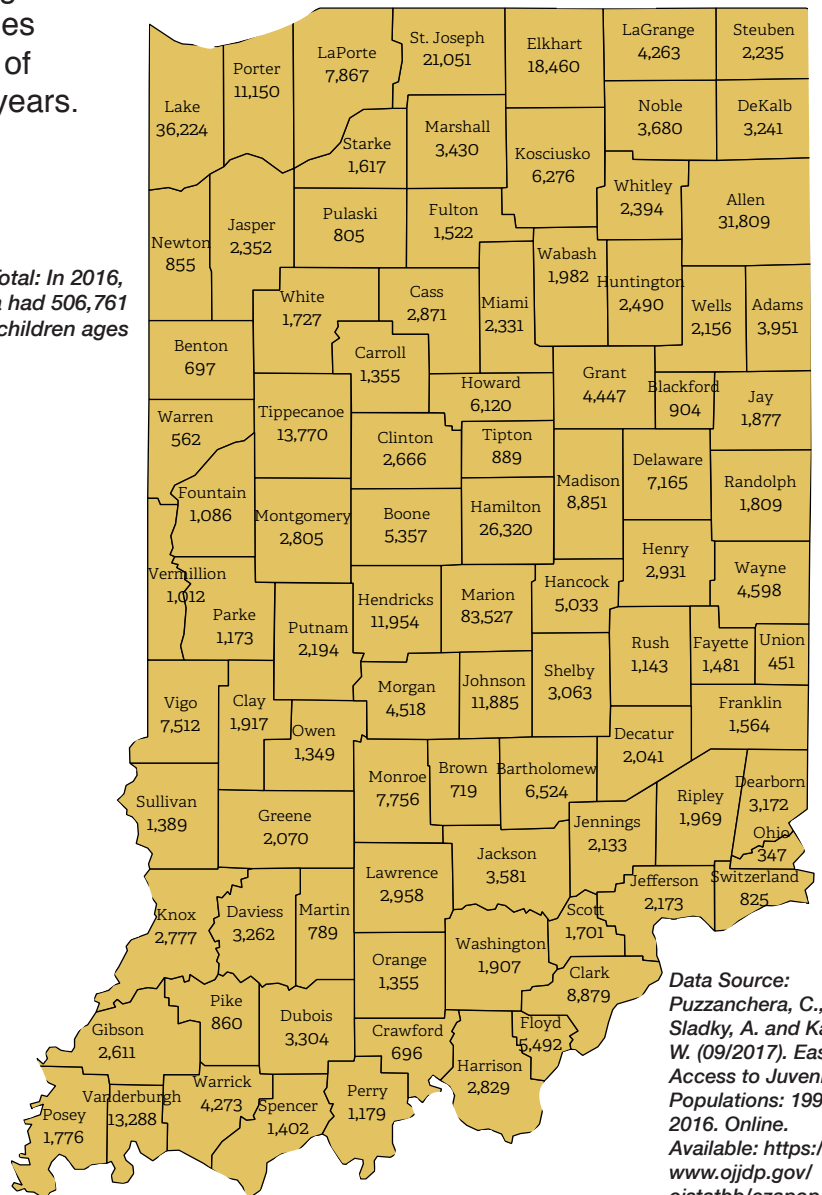 es
of
years.
Total: In 2016,
had 506,761
children ages
Lake
36,224
Porter
11,150
LaPorte
7,867
St. Joseph
21,051
Elkhart
18,460
LaGrange
4,263
Steuben
2,235
Noble
3,680
DeKalb
3,241
Starke
1,617
Marshall
3,430
Kosciusko
6,276
Whitley
2,394
Allen
31,809
Newton
855
Jasper
2,352
Pulaski
805
Fulton
1,522
Wabash
1,982
Huntington
2,490
Wells
2,156
Adams
3,951
White
1,727
Cass
2,871
Miami
2,331
Benton
697
Carroll
1,355
Howard
6,120
Grant
4,447
Blackford
904
Jay
1,877
Warren
562
Tippecanoe
13,770
Clinton
2,666
Tipton
889
Madison
8,851
Delaware
7,165
Randolph
1,809
Fountain
1,086
Montgomery
2,805
Boone
5,357
Hamilton
26,320
Henry
2,931
Wayne
4,598
Vermillion
1,012
Parke
1,173
Putnam
2,194
Hendricks
11,954
Marion
83,527
Hancock
5,033
Rush
1,143
Fayette
1,481
Union
451
Vigo
7,512
Clay
1,917
Owen
1,349
Morgan
4,518
Johnson
11,885
Shelby
3,063
Decatur
2,041
Franklin
1,564
Sullivan
1,389
Greene
2,070
Monroe
7,756
Brown
719
Bartholomew
6,524
Jennings
2,133
Ripley
1,969
Dearborn
3,172
Ohio
347
Knox
2,777
Daviess
3,262
Martin
789
Lawrence
2,958
Jackson
3,581
Scott
1,701
Jefferson
2,173
Switzerland
825
Orange
1,355
Washington
1,907
Clark
8,879
Gibson
2,611
Pike
860
Dubois
3,304
Crawford
696
Floyd
5,492
Harrison
2,829
Posey
1,776
Vanderburgh
13,288
Warrick
4,273
Spencer
1,402
Perry
1,179
Data Source:
Puzzanchera, C.,
Sladky, A. and Ka
W. (09/2017). Eas
Access to Juveni
Populations: 199
2016. Online.
Available: https:/
www.ojjdp.gov/